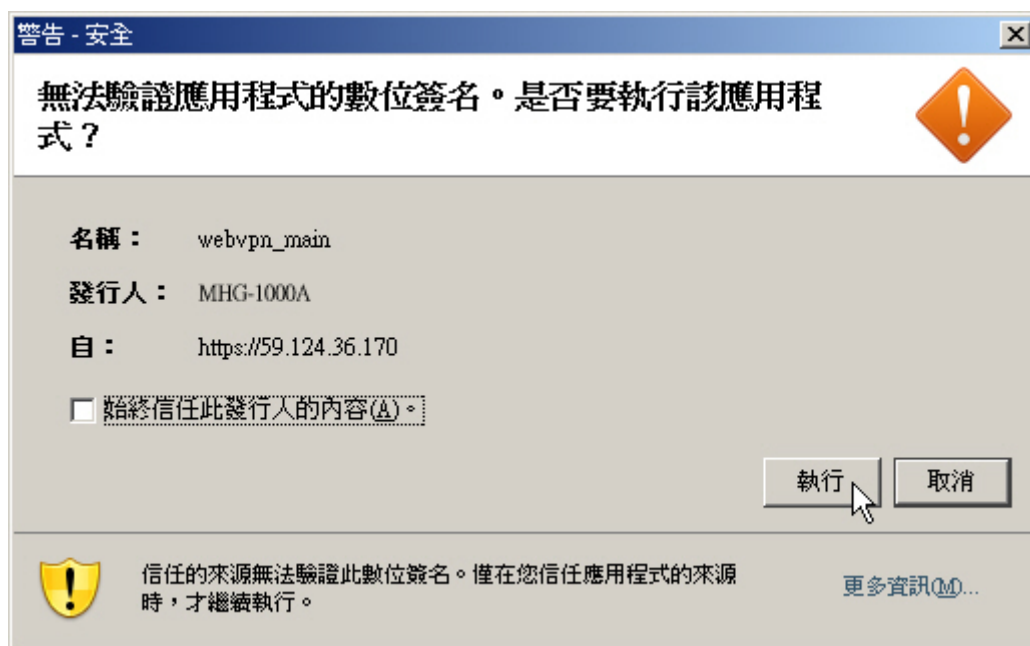 警告 - 安全
無法驗證應用程式的數位簽名。是否要執行該應用程
式？
名稱： webvpn_main
發行人： MHG-1000A
自： https://59.124.36.170
始終信任此發行人的內容(A)。
執行 取消
信任的來源無法驗證此數位簽名。僅在您信任應用程式的來源
時，才繼續執行。
更多資訊(M)...